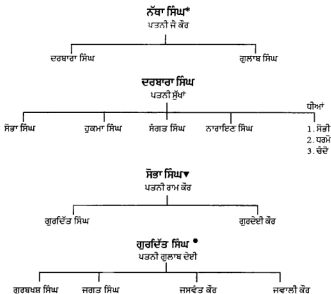 ਨੱਥਾ ਸਿੰਘ*
ਪਤਨੀ ਜੈ ਕੌਰ
ਦਰਬਾਰਾ ਸਿੰਘ ਗੁਲਾਬ ਸਿੰਘ
ਦਰਬਾਰਾ ਸਿੰਘ
ਪਤਨੀ ਸੁੱਖਾਂ
ਧੀਆਂ
ਸੋਭਾ ਸਿੰਘ ਹੁਕਮਾ ਸਿੰਘ ਸੰਗਤ ਸਿੰਘ ਨਾਰਾਇਣ ਸਿੰਘ 1. ਸੋਭੀ
2. ਧਰਮੋ
3. ਚੰਦੋ
ਸੋਭਾ ਸਿੰਘ▼
ਪਤਨੀ ਰਾਮ ਕੌਰ
ਗੁਰਦਿੱਤ ਸਿੰਘ ਗੁਰਦੇਈ ਕੌਰ
ਗੁਰਦਿੱਤ ਸਿੰਘ •
ਪਤਨੀ ਗੁਲਾਬ ਦੇਈ
ਗੁਰਬਖਸ਼ ਸਿੰਘ ਜਗਤ ਸਿੰਘ ਜਸਵੰਤ ਕੌਰ ਜਵਾਲੀ ਕੌਰ